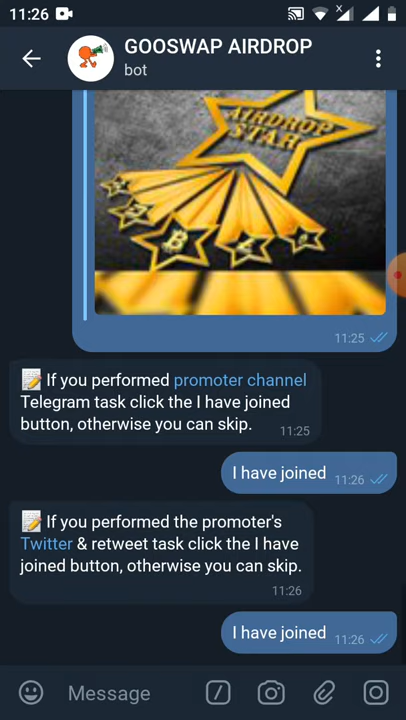 11:26
GOOSWAP AIRDROP
bot
AIRDROP
STAR
11:25
📝 If you performed promoter channel
Telegram task click the I have joined
button, otherwise you can skip.
11:25
I have joined 11:26
📝 If you performed the promoter's
Twitter & retweet task click the I have
joined button, otherwise you can skip.
11:26
I have joined 11:26
Message